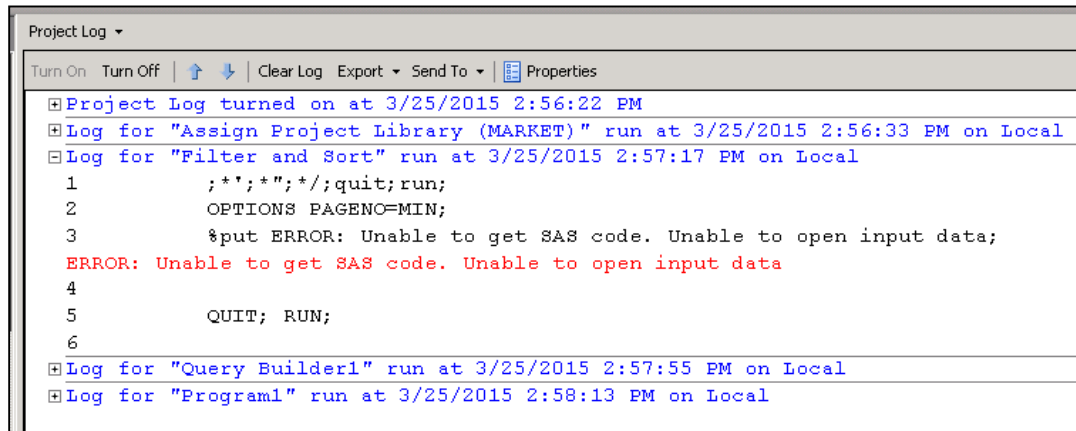 Project Log
Turn On Turn Off Clear Log Export Send To Properties
Project Log turned on at 3/25/2015 2:56:22 PM
Log for "Assign Project Library (MARKET)" run at 3/25/2015 2:56:33 PM on Local
Log for "Filter and Sort" run at 3/25/2015 2:57:17 PM on Local
1 ;*';*";*/;quit;run;
2 OPTIONS PAGENO=MIN;
3 %put ERROR: Unable to get SAS code. Unable to open input data;
ERROR: Unable to get SAS code. Unable to open input data
4
5 QUIT; RUN;
6
Log for "Query Builder1" run at 3/25/2015 2:57:55 PM on Local
Log for "Program1" run at 3/25/2015 2:58:13 PM on Local